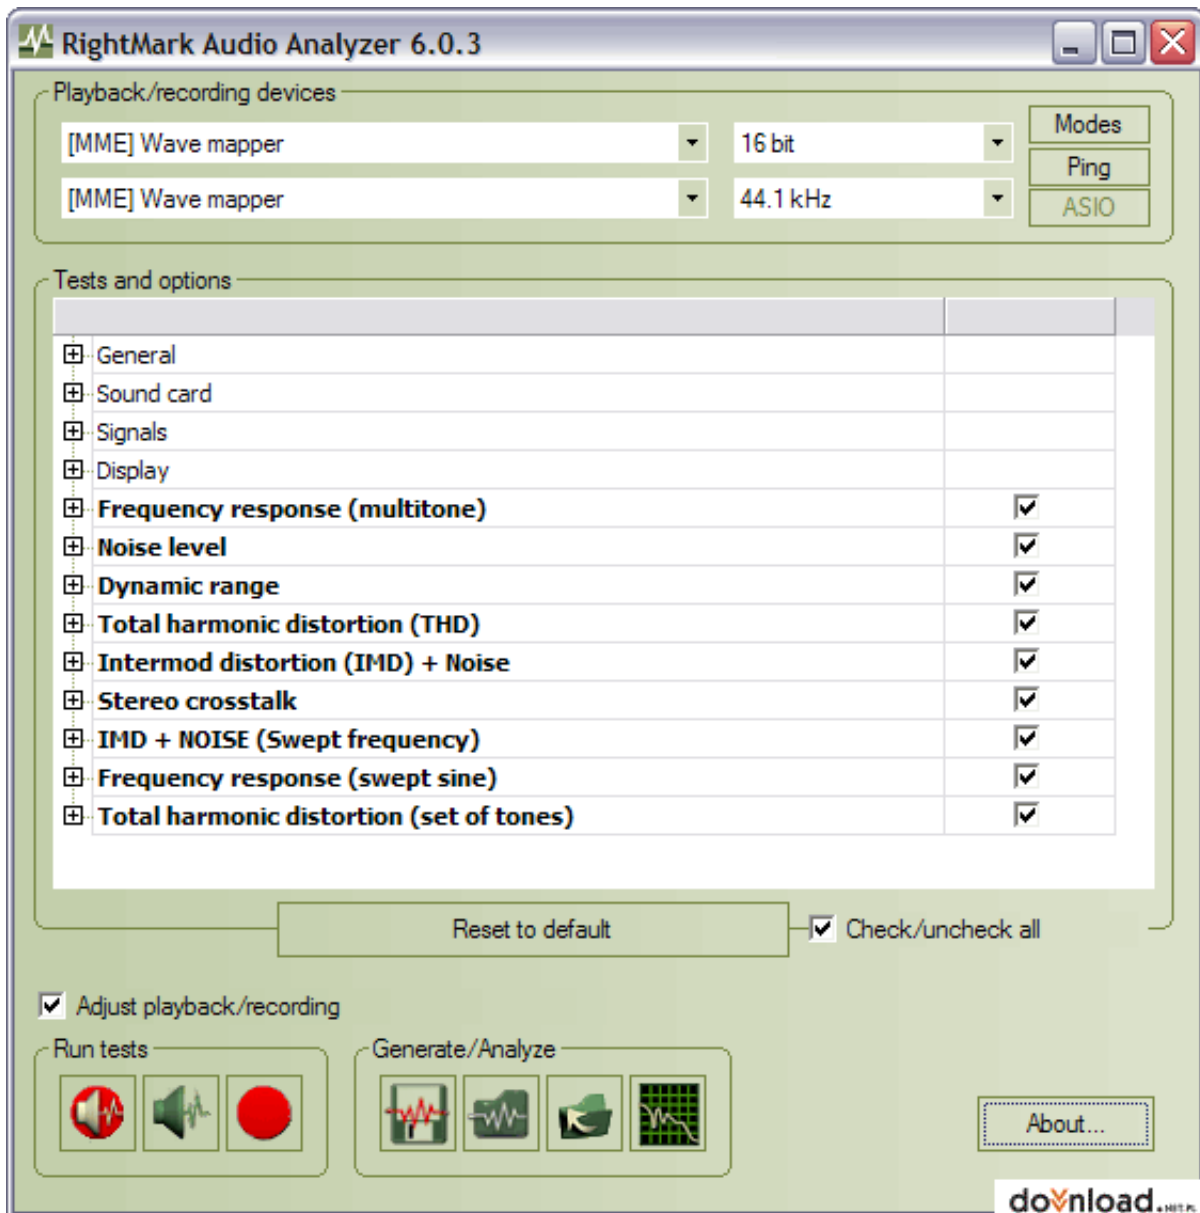 RightMark Audio Analyzer 6.0.3
Playback/recording devices
[MME] Wave mapper
16 bit
Modes
Ping
[MME] Wave mapper
44.1 kHz
ASIO
Tests and options
General
Sound card
Signals
Display
Frequency response (multitone)
Noise level
Dynamic range
Total harmonic distortion (THD)
Intermod distortion (IMD) + Noise
Stereo crosstalk
IMD + NOISE (Swept frequency)
Frequency response (swept sine)
Total harmonic distortion (set of tones)
Reset to default
Check/uncheck all
Adjust playback/recording
Run tests
Generate/Analyze
About...
download.NET.PL